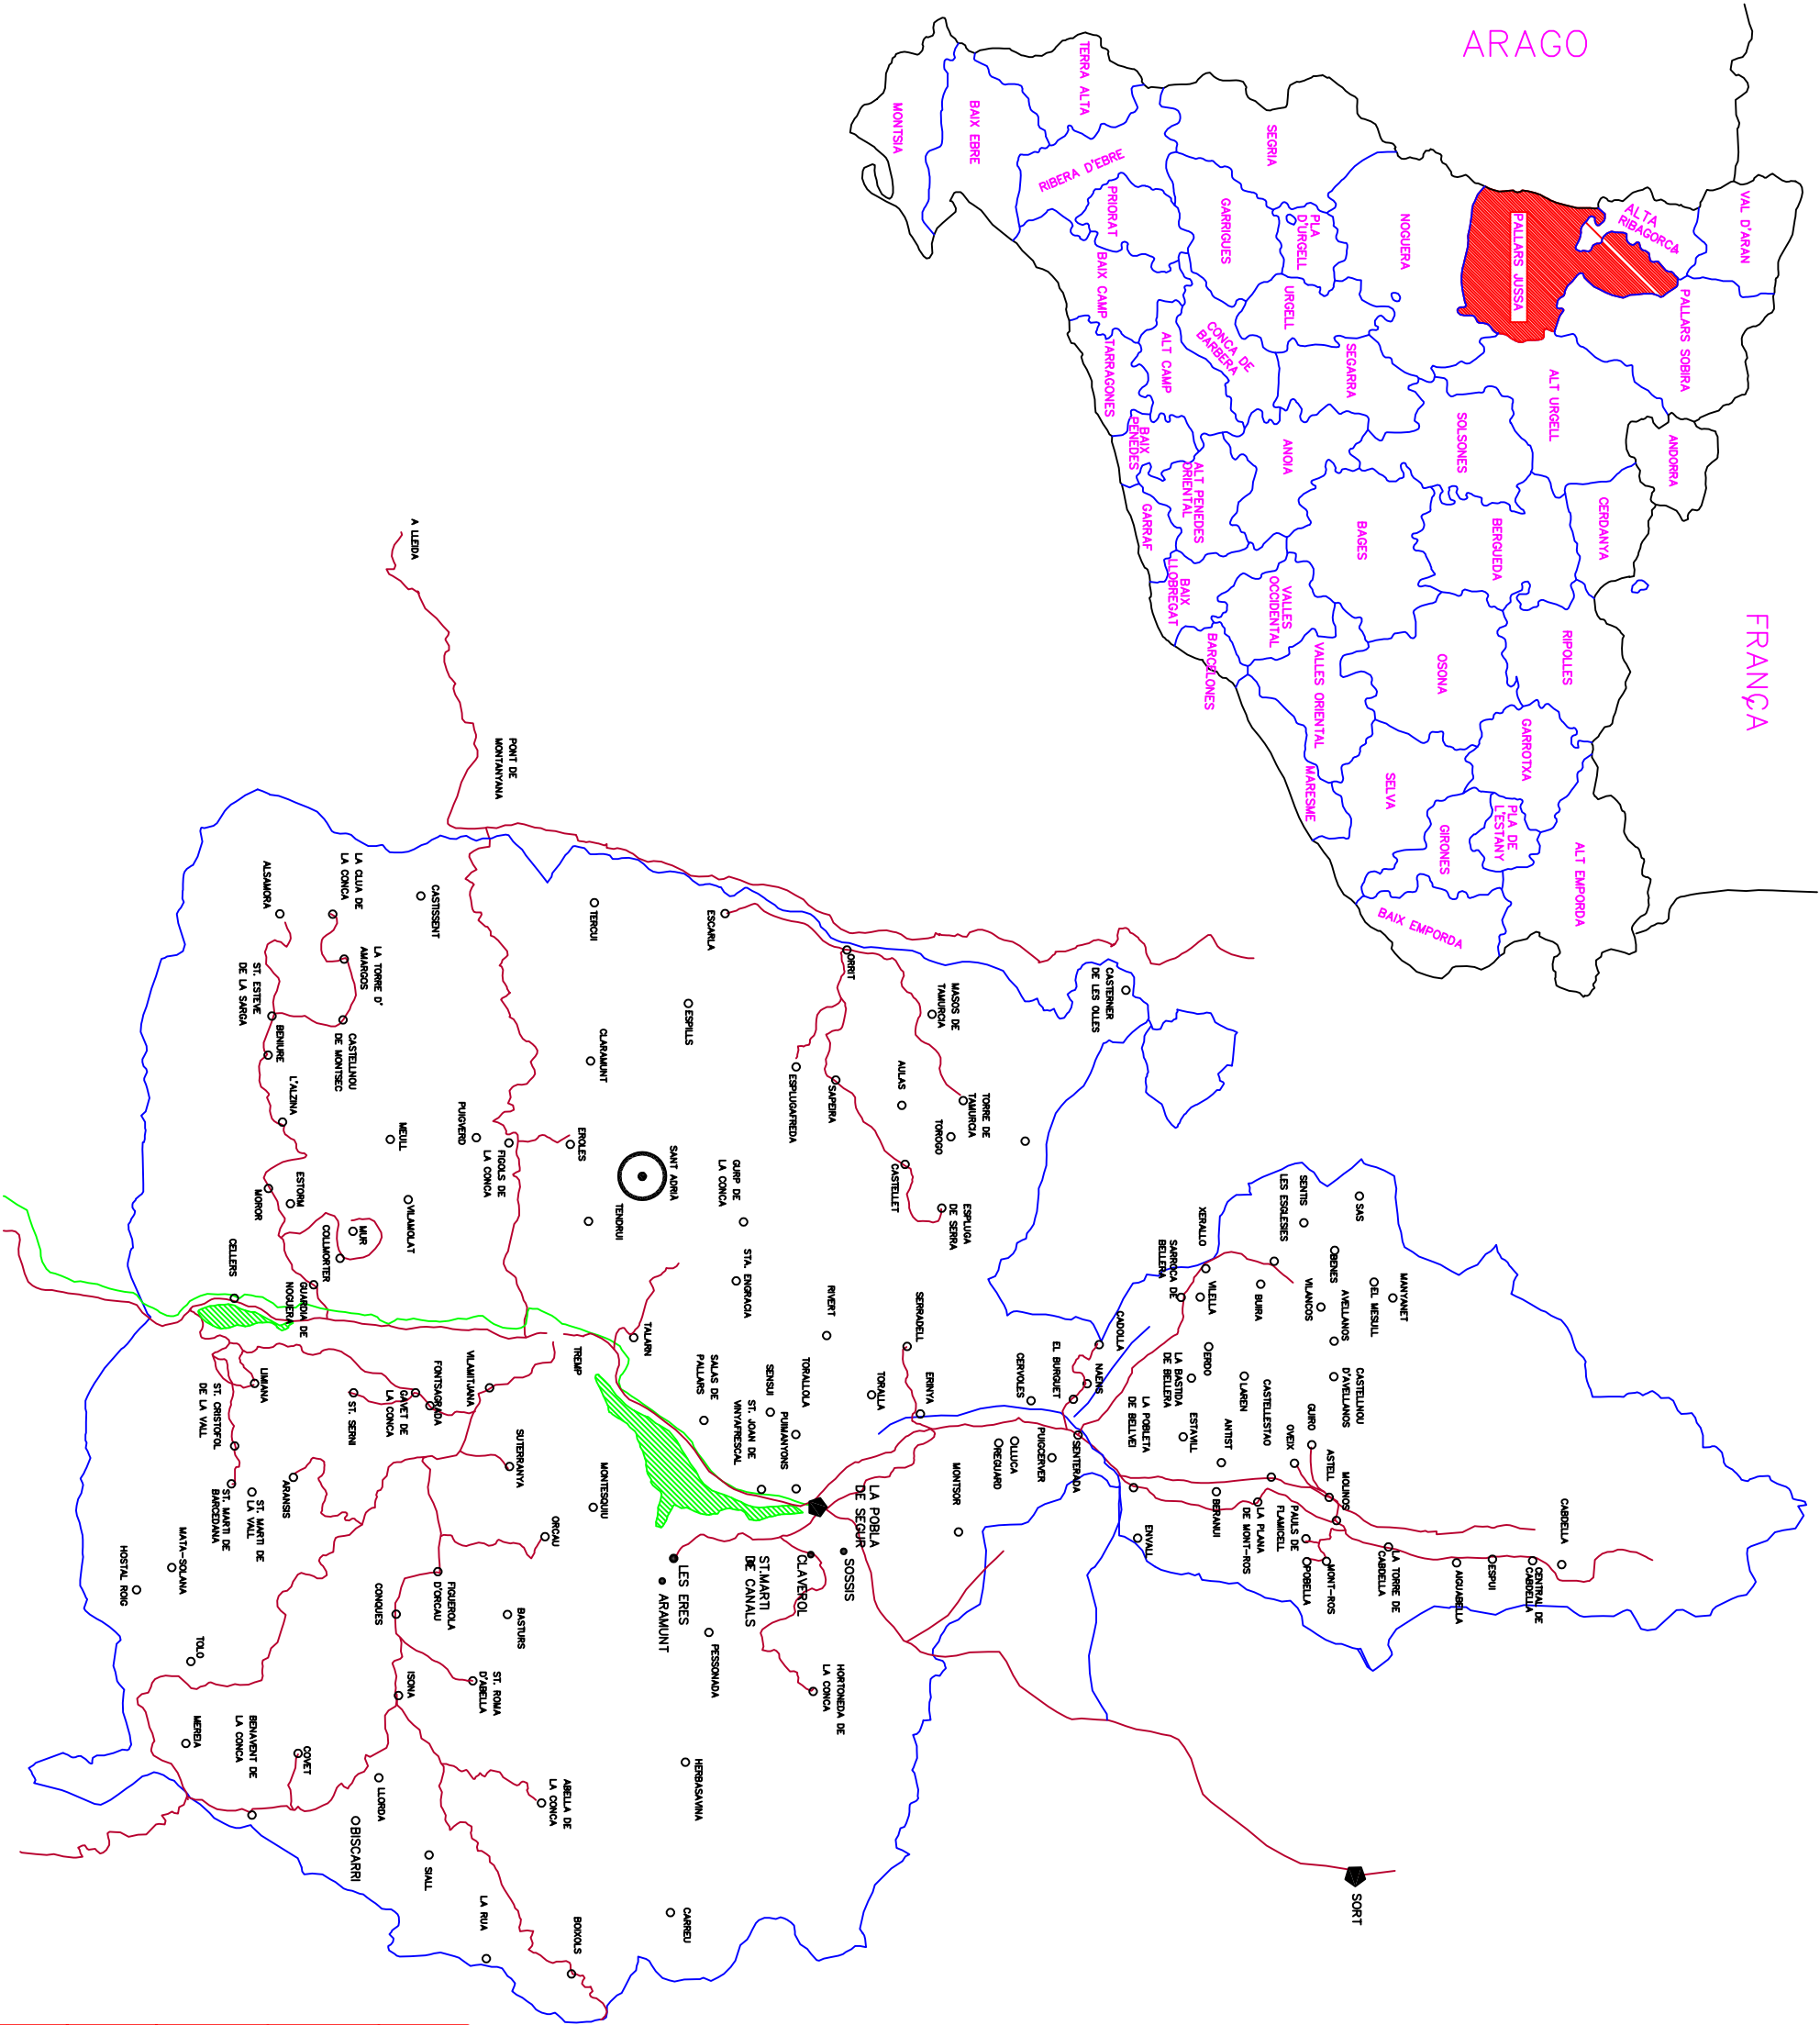 ARAGO
FRANÇA
VAL D'ARAN
ALTA
RIBAGORCA
PALLARS SOBIRA
PALLARS JUSSA
ANDORRA
ALT URGELL
CERDANYA
NOGUERA
SOLSONES
BERGUEDA
RIPOLLES
GARROTXA
ALT EMPORDA
PLA DE
L'ESTANY
GIRONES
BAIX EMPORDA
SEGRIA
PLA
D'URGELL
URGELL
SEGARRA
BAGES
OSONA
SELVA
GARRIGUES
CONCA DE
BARBERA
ANOIA
VALLES
OCCIDENTAL
VALLES ORIENTAL
MARESME
TERRA ALTA
RIBERA D'EBRE
PRIORAT
BAIX CAMP
ALT CAMP
TARRAGONES
BAIX
PENEDES
ALT PENEDES
ORIENTAL
GARRAF
BAIX
LLOBREGAT
BARCELONES
BAIX EBRE
MONTSIA
A LLEIDA
PONT DE
MONTANYANA
SORT
CABDELLA
CENTRAL DE
CABDELLA
ESPUI
AIGUABELLA
LA TORRE DE
CABDELLA
MONT-ROS
POBELLA
PAULS DE
FLAMICELL
LA PLANA
DE MONT-ROS
MOLINOS
ASTELL
OVEIX
GUIRO
CASTELLESTAO
CASTELLNOU
D'AVELLANOS
AVELLANOS
MANYANET
EL MESULL
BENES
SAS
SENTIS
LES ESGLESIES
VILANCOS
BUIRA
XERALLO
VILELLA
SARROCA DE
BELLERA
ERDO
LA BASTIDA
DE BELLERA
LAREN
ANTIST
ESTAVILL
BERANUI
LA POBLETA
DE BELLVEI
ENVALL
CADOLLA
NAENS
EL BURGUET
SENTERADA
CERVOLES
PUIGCERVER
LLUCA
REGUARD
MONTSOR
CASTERNER
DE LES OLLES
ORRIT
MASOS DE
TAMURCIA
TORRE DE
TAMURCIA
TOROGO
AULAS
ESPLUGA
DE SERRA
CASTELLET
SAPEIRA
ESPLUGAFREDA
ESCARLA
ESPILLS
TERCUI
CLARAMUNT
CASTISSENT
SERRADELL
ERINYA
TORALLA
RIVERT
TORALLOLA
PUIMANYONS
SENSUI
ST. JOAN DE
VINYAFRESCAL
SALAS DE
PALLARS
STA. ENGRACIA
GURP DE
LA CONCA
SANT ADRIÀ
TENDRUI
EROLES
FIGOLS DE
LA CONCA
PUIGVERD
TALARN
TREMP
LA POBLA
DE SEGUR
SOSSIS
CLAVEROL
ST.MARTI
DE CANALS
LES ERES
ARAMUNT
HORTONEDA DE
LA CONCA
PESSONADA
HERBASAVINA
CARREU
MONTESQUIU
ORCAU
SUTERRANYA
VILAMITJANA
FONTSAGRADA
GAVET DE
LA CONCA
ST. SERNI
BASTURS
FIGUEROLA
D'ORCAU
CONQUES
ISONA
ST. ROMA
D'ABELLA
ABELLA DE
LA CONCA
BOIXOLS
LA RUA
SIALL
BISCARRI
LLORDA
COVET
BENAVENT DE
LA CONCA
MEREIA
TOLO
HOSTAL ROIG
MATA-SOLANA
ARANSIS
ST. MARTI DE
LA VALL
ST. MARTI DE
BARCEDANA
ST. CRISTOFOL
DE LA VALL
LIMIANA
CELLERS
GUARDIA DE
NOGUERA
COLLMORTER
MUR
VILAMOLAT
MEULL
ESTORM
MOROR
L'ALZINA
BENIURE
ST. ESTEVE
DE LA SARGA
CASTELLNOU
DE MONTSEC
LA TORRE D'
AMARGOS
LA CLUA DE
LA CONCA
ALSAMORA